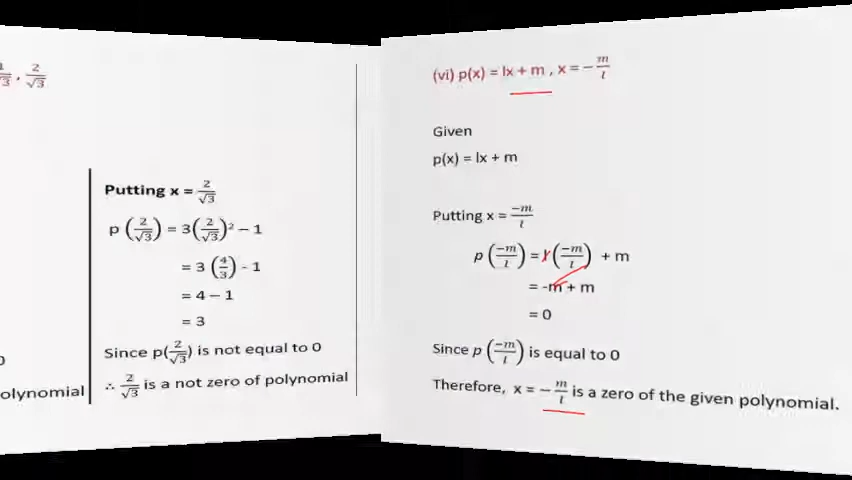 1/√3, 2/√3
Putting x = 2/√3
p (2/√3) = 3(2/√3)² − 1
= 3 (4/3) - 1
= 4 − 1
= 3
Since p(2/√3) is not equal to 0
∴ 2/√3 is a not zero of polynomial
0
olynomial
(vi) p(x) = lx + m , x = − m/l
Given
p(x) = lx + m
Putting x = −m/l
p (−m/l) = l (−m/l) + m
= -m + m
= 0
Since p (−m/l) is equal to 0
Therefore, x = − m/l is a zero of the given polynomial.